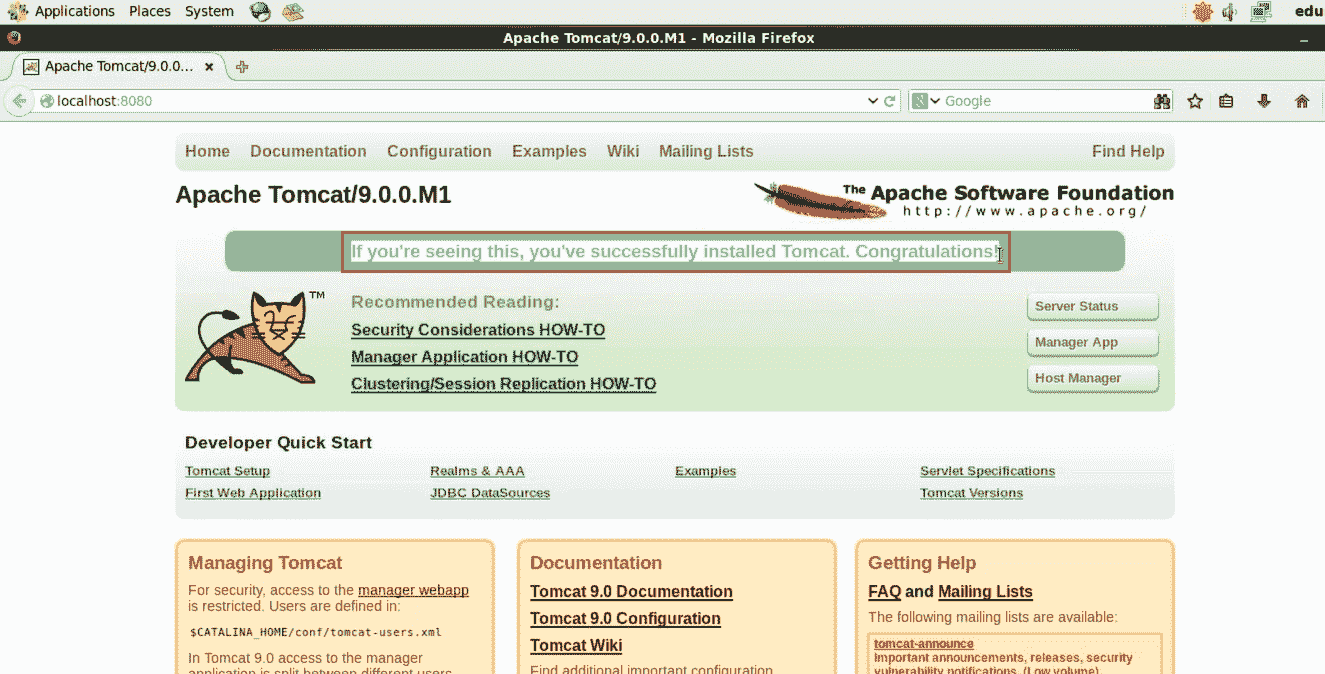 Applications Places System edu
Apache Tomcat/9.0.0.M1 - Mozilla Firefox
Apache Tomcat/9.0.0...
localhost:8080 Google
Home Documentation Configuration Examples Wiki Mailing Lists Find Help
Apache Tomcat/9.0.0.M1
The Apache Software Foundation
http://www.apache.org/
If you're seeing this, you've successfully installed Tomcat. Congratulations!
TM
Recommended Reading:
Security Considerations HOW-TO
Manager Application HOW-TO
Clustering/Session Replication HOW-TO
Server Status
Manager App
Host Manager
Developer Quick Start
Tomcat Setup Realms & AAA Examples Servlet Specifications
First Web Application JDBC DataSources Tomcat Versions
Managing Tomcat
For security, access to the manager webapp
is restricted. Users are defined in:
$CATALINA_HOME/conf/tomcat-users.xml
In Tomcat 9.0 access to the manager
application is split between different users.
Documentation
Tomcat 9.0 Documentation
Tomcat 9.0 Configuration
Tomcat Wiki
Find additional important configuration
Getting Help
FAQ and Mailing Lists
The following mailing lists are available:
tomcat-announce
Important announcements, releases, security
vulnerability notifications. (Low volume).